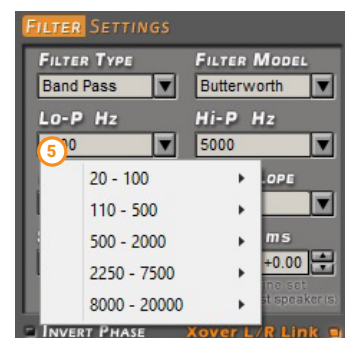 FILTER SETTINGS
FILTER TYPE FILTER MODEL
Band Pass Butterworth
LO-P HZ HI-P HZ
5 5000
20 - 100
110 - 500
500 - 2000
2250 - 7500
8000 - 20000
ms
+0.00
INVERT PHASE Xover L/R Link